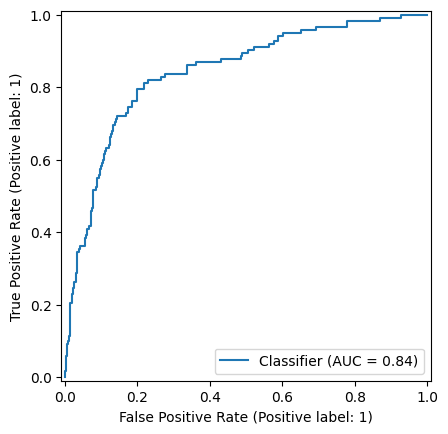 1.0
0.8
0.6
0.4
0.2
0.0
True Positive Rate (Positive label: 1)
Classifier (AUC = 0.84)
0.0 0.2 0.4 0.6 0.8 1.0
False Positive Rate (Positive label: 1)